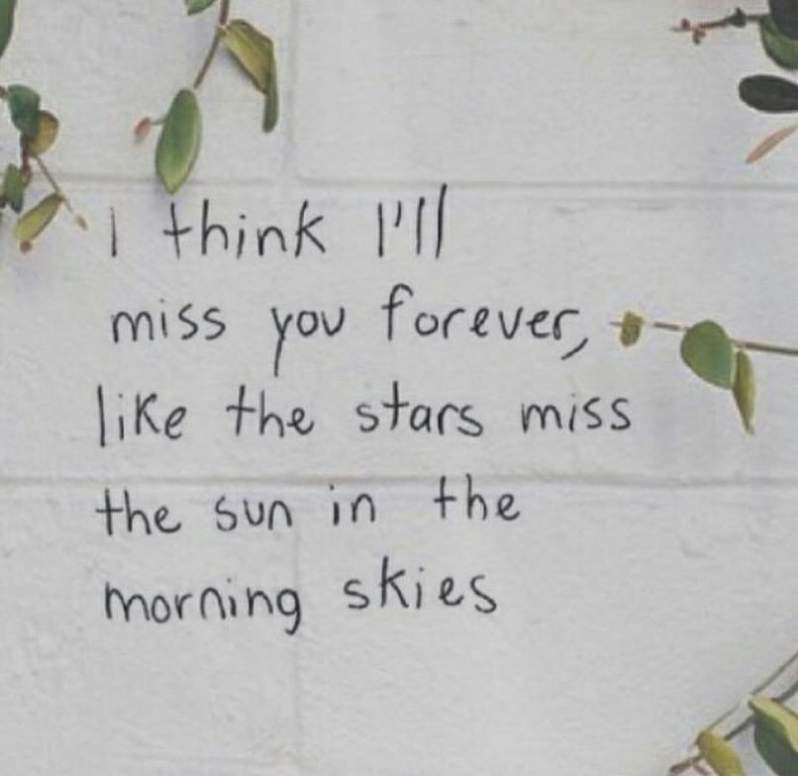 I think I'll
miss you forever,
like the stars miss
the sun in the
morning skies